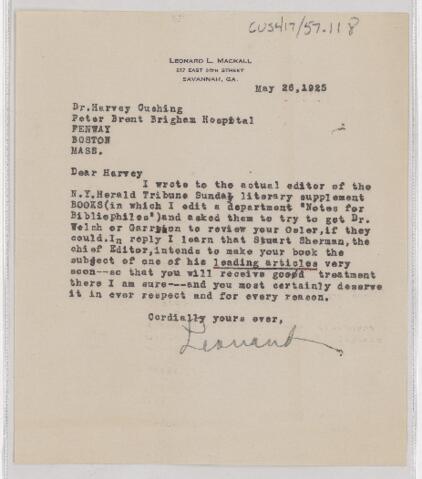 CUS417/57.118
LEONARD L. MACKALL
SAVANNAH, GA.
May 26,1925
Dr.Harvey Cushing
Peter Brent Brigham Hospital
FENWAY
BOSTON
MASS.
Dear Harvey
I wrote to the actual editor of the
N.Y.Herald Tribune Sunday literary supplement
BOOKS(in which I edit a department "Notes for
Bibliophiles")and asked them to try to get Dr.
Welch or Garrison to review your Osler,if they
could.In reply I learn that Stuart Sherman,the
chief Editor,intends to make your book the
subject of one of his leading articles very
soon--so that you will receive good treatment
there I am sure---and you most certainly deserve
it in ever respect and for every reason.
Cordially yours ever,
Leonard